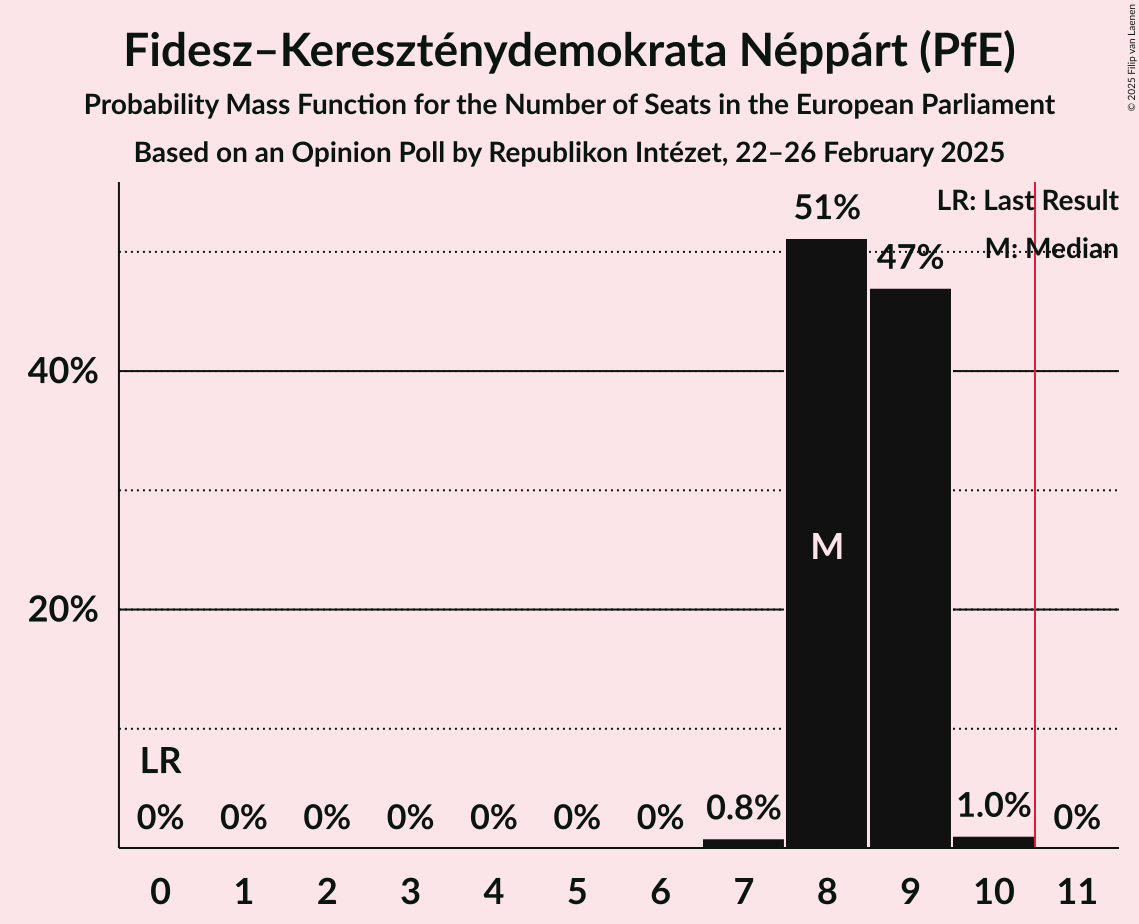 Fidesz–Kereszténydemokrata Néppárt (PfE)
Probability Mass Function for the Number of Seats in the European Parliament
Based on an Opinion Poll by Republikon Intézet, 22–26 February 2025
© 2025 Filip van Laenen
LR: Last Result
M: Median
51%
47%
40%
M
20%
LR
0% 0% 0% 0% 0% 0% 0% 0.8% 1.0% 0%
0 1 2 3 4 5 6 7 8 9 10 11